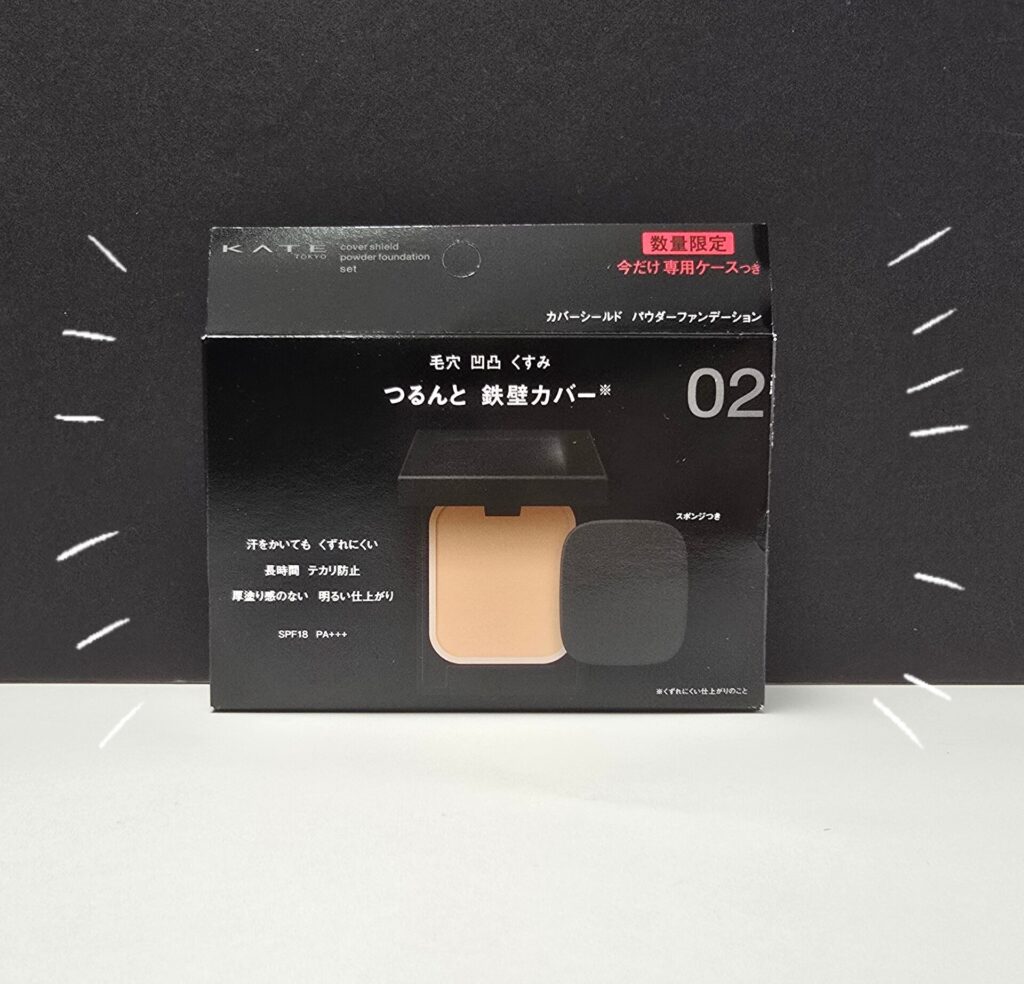 KATE
TOKYO
cover shield
powder foundation
set
数量限定
今だけ 専用ケースつき
カバーシールド パウダーファンデーション
毛穴 凹凸 くすみ
つるんと 鉄壁カバー※
02
スポンジつき
汗をかいても くずれにくい
長時間 テカリ防止
厚塗り感のない 明るい仕上がり
SPF18 PA+++
※くずれにくい仕上がりのこと